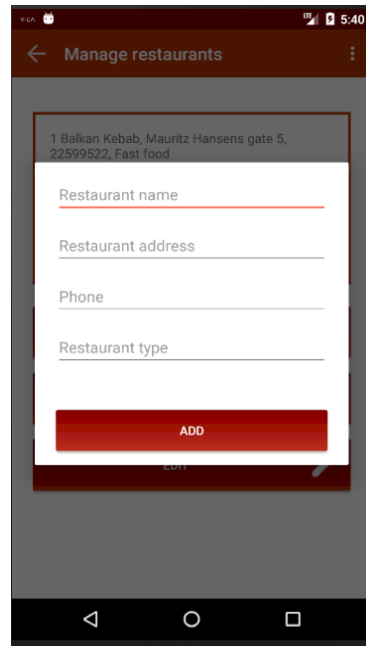 5:40
Manage restaurants
1 Balkan Kebab, Mauritz Hansens gate 5,
22599522, Fast food
Restaurant name
Restaurant address
Phone
Restaurant type
ADD
EDIT